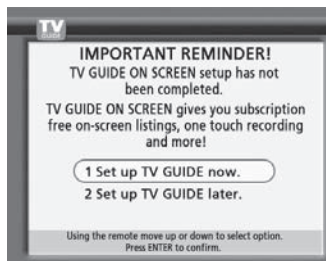 TV
GUIDE
IMPORTANT REMINDER!
TV GUIDE ON SCREEN setup has not
been completed.
TV GUIDE ON SCREEN gives you subscription
free on-screen listings, one touch recording
and more!
1 Set up TV GUIDE now.
2 Set up TV GUIDE later.
Using the remote move up or down to select option.
Press ENTER to confirm.